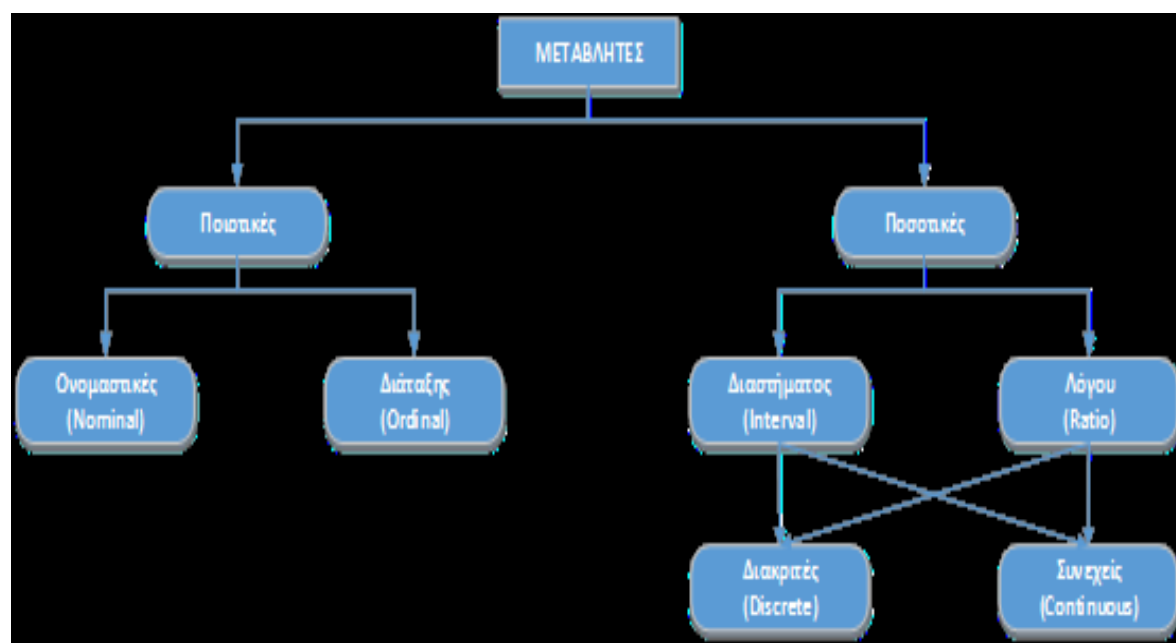 ΜΕΤΑΒΛΗΤΕΣ
Ποιοτικές
Ποσοτικές
Ονομαστικές
(Nominal)
Διάταξης
(Ordinal)
Διαστήματος
(Interval)
Λόγου
(Ratio)
Διακριτές
(Discrete)
Συνεχείς
(Continuous)